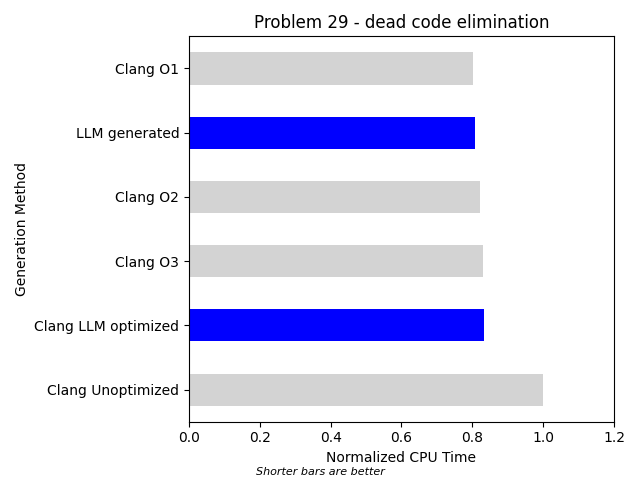 Problem 29 - dead code elimination
Clang O1
LLM generated
Clang O2
Clang O3
Clang LLM optimized
Clang Unoptimized
Generation Method
0.0 0.2 0.4 0.6 0.8 1.0 1.2
Normalized CPU Time
Shorter bars are better